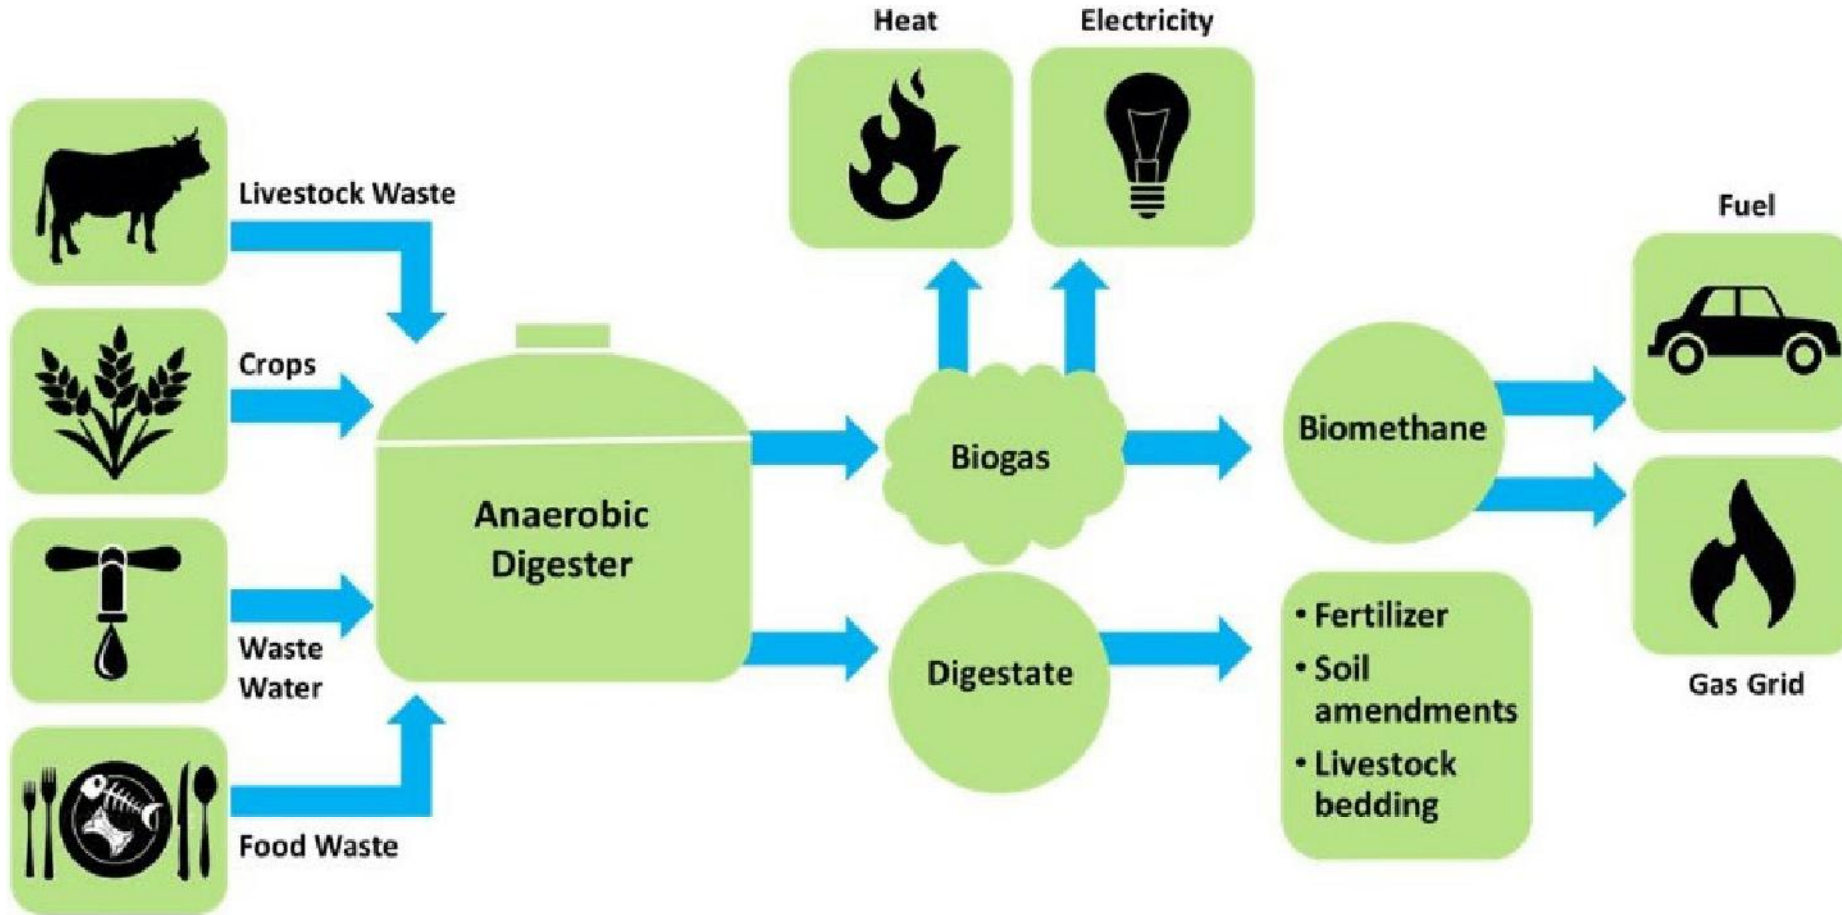 Heat
Electricity
Livestock Waste
Crops
Waste
Water
Food Waste
Anaerobic
Digester
Biogas
Digestate
Biomethane
• Fertilizer
• Soil
amendments
• Livestock
bedding
Fuel
Gas Grid